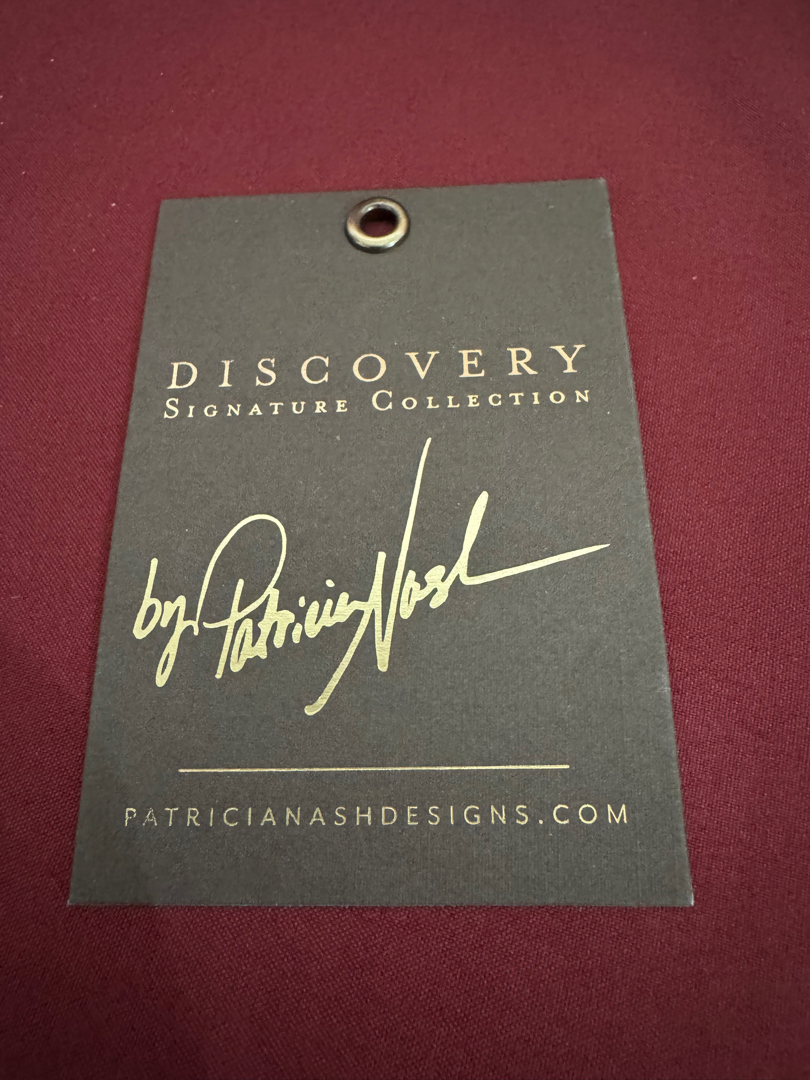 DISCOVERY
SIGNATURE COLLECTION
by Patricia Nash
PATRICIANASHDESIGNS.COM